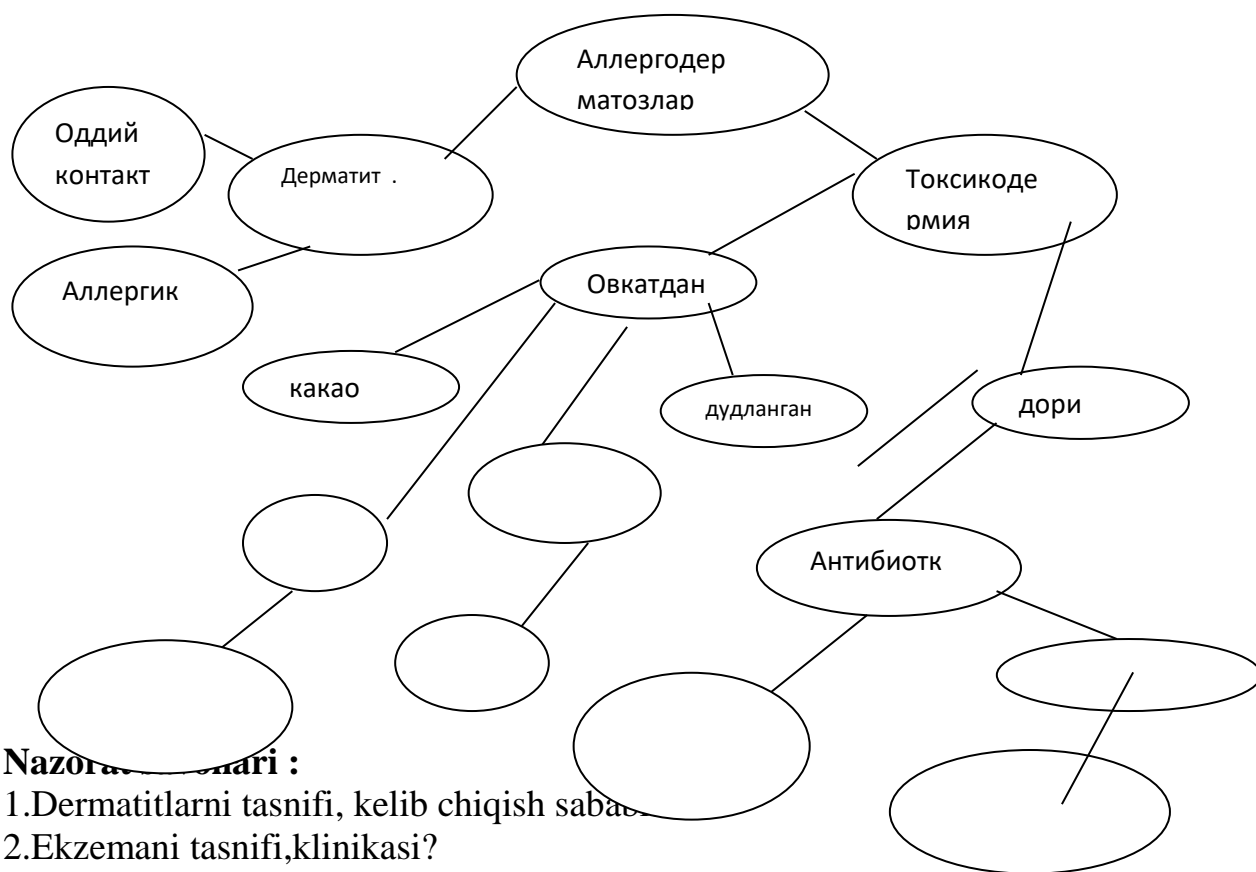 Аллергодер
матозлар
Оддий
контакт
Дерматит .
Токсикоде
рмия
Аллергик
Овкатдан
какао
дудланган
дори
Антибиотк
:
1.Dermatitlarni tasnifi, kelib chiqish
2.Ekzemani tasnifi,klinikasi?